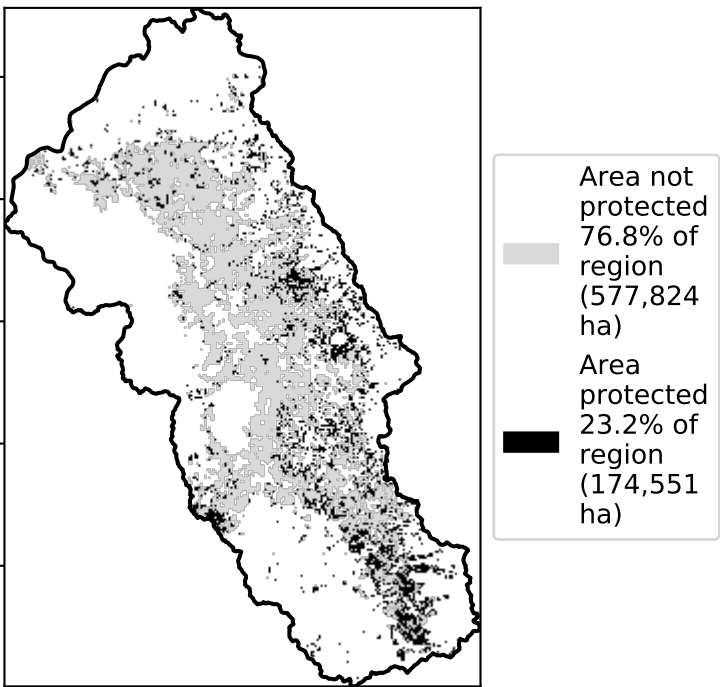 Area not
protected
76.8% of
region
(577,824
ha)
Area
protected
23.2% of
region
(174,551
ha)